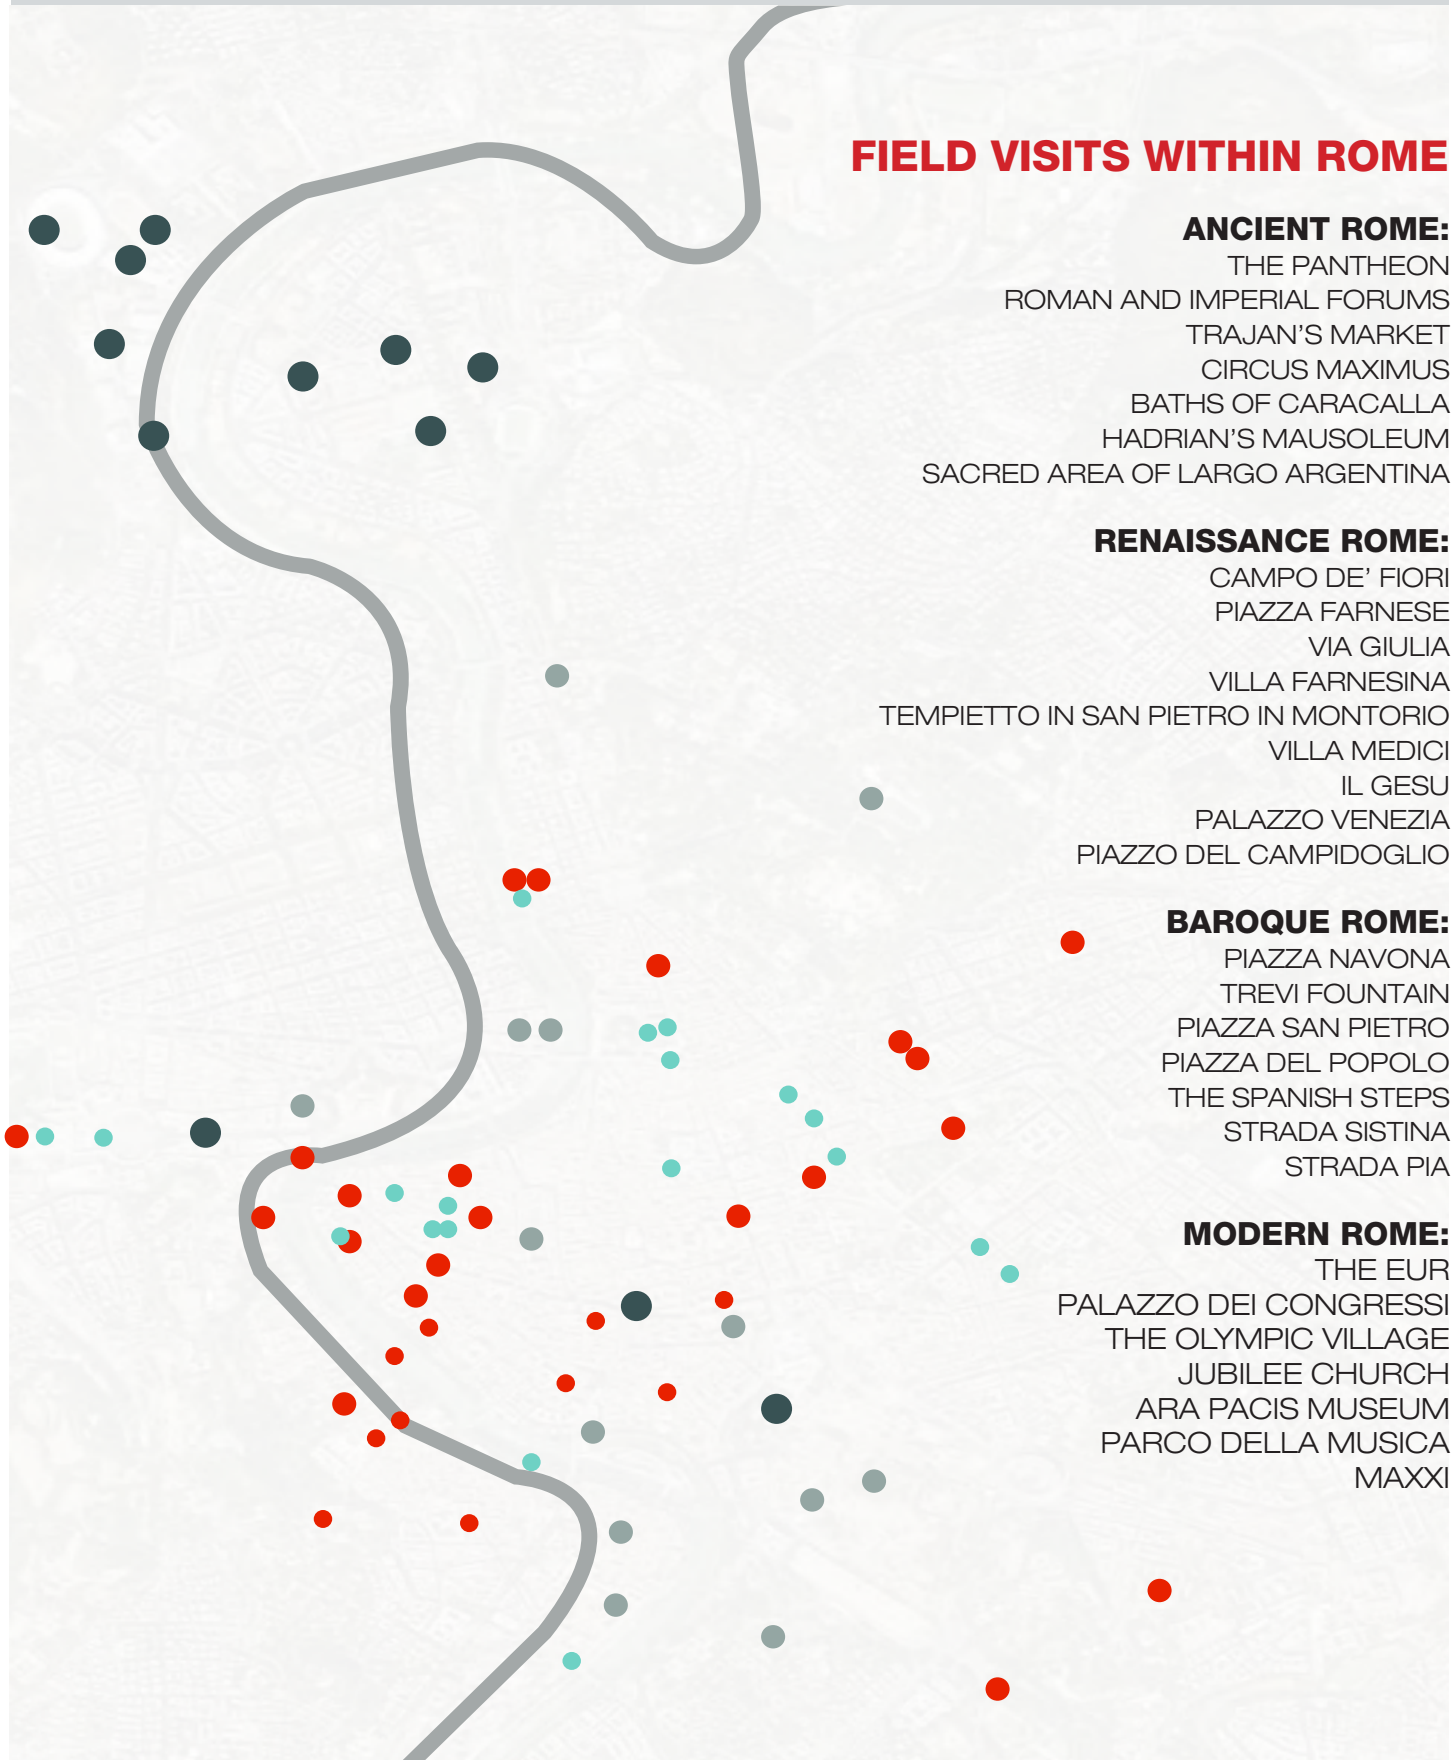 FIELD VISITS WITHIN ROME
ANCIENT ROME:
THE PANTHEON
ROMAN AND IMPERIAL FORUMS
TRAJAN’S MARKET
CIRCUS MAXIMUS
BATHS OF CARACALLA
HADRIAN’S MAUSOLEUM
SACRED AREA OF LARGO ARGENTINA
RENAISSANCE ROME:
CAMPO DE’ FIORI
PIAZZA FARNESE
VIA GIULIA
VILLA FARNESINA
TEMPIETTO IN SAN PIETRO IN MONTORIO
VILLA MEDICI
IL GESU
PALAZZO VENEZIA
PIAZZO DEL CAMPIDOGLIO
BAROQUE ROME:
PIAZZA NAVONA
TREVI FOUNTAIN
PIAZZA SAN PIETRO
PIAZZA DEL POPOLO
THE SPANISH STEPS
STRADA SISTINA
STRADA PIA
MODERN ROME:
THE EUR
PALAZZO DEI CONGRESSI
THE OLYMPIC VILLAGE
JUBILEE CHURCH
ARA PACIS MUSEUM
PARCO DELLA MUSICA
MAXXI